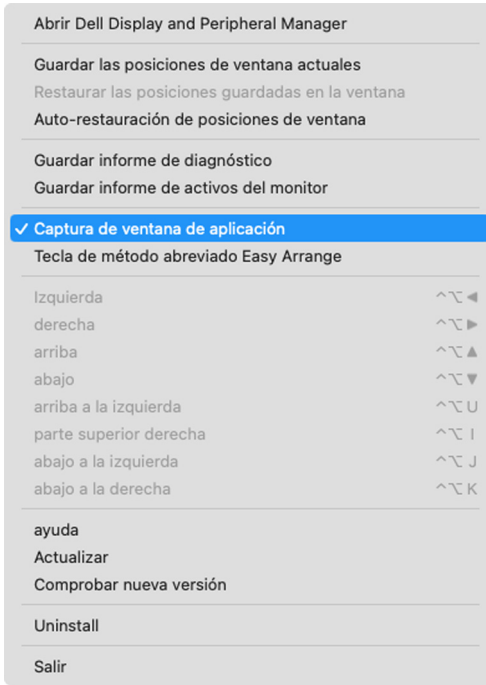 Abrir Dell Display and Peripheral Manager
Guardar las posiciones de ventana actuales
Restaurar las posiciones guardadas en la ventana
Auto-restauración de posiciones de ventana
Guardar informe de diagnóstico
Guardar informe de activos del monitor
✓ Captura de ventana de aplicación
Tecla de método abreviado Easy Arrange
Izquierda ^⌥◀
derecha ^⌥▶
arriba ^⌥▲
abajo ^⌥▼
arriba a la izquierda ^⌥U
parte superior derecha ^⌥I
abajo a la izquierda ^⌥J
abajo a la derecha ^⌥K
ayuda
Actualizar
Comprobar nueva versión
Uninstall
Salir